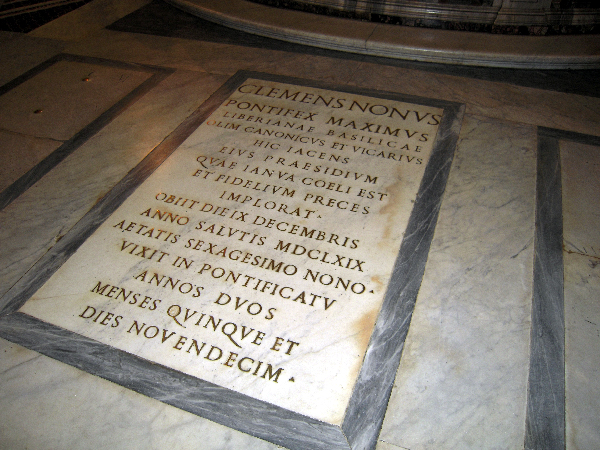 CLEMENS NONVS
PONTIFEX MAXIMVS
LIBERIANAE BASILICAE
OLIM CANONICVS ET VICARIVS
HIC IACENS
EIVS PRAESIDIVM
QVAE IANVA COELI EST
ET FIDELIVM PRECES
IMPLORAT
OBIIT DIE IX DECEMBRIS
ANNO SALVTIS MDCLXIX
AETATIS SEXAGESIMO NONO
VIXIT IN PONTIFICATV
ANNOS DVOS
MENSES QVINQVE ET
DIES NOVENDECIM